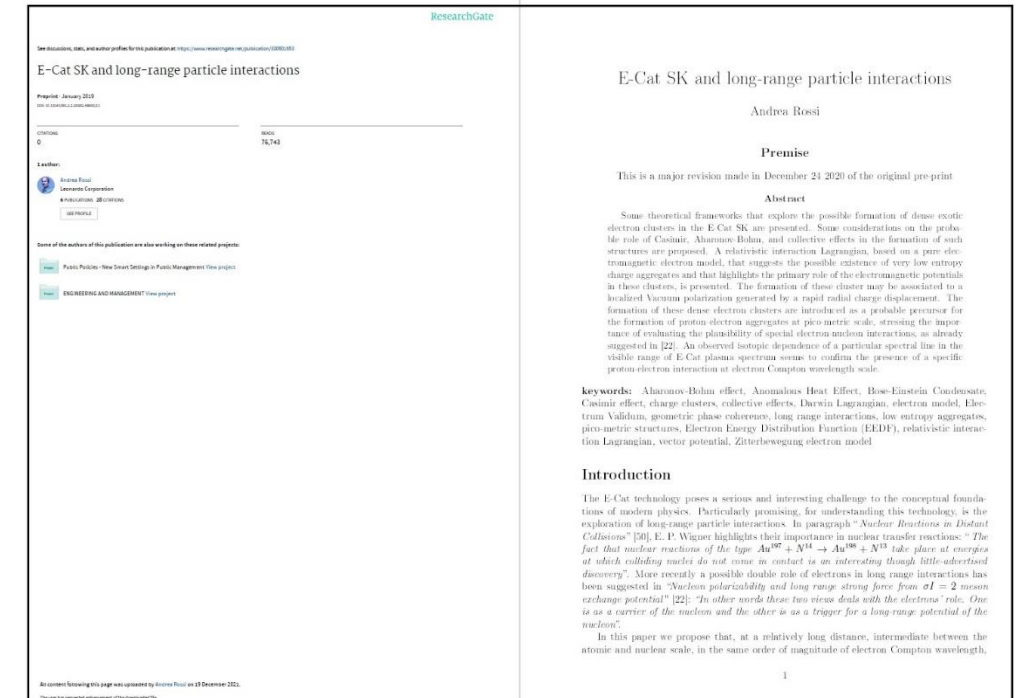 ResearchGate
See discussions, stats, and author profiles for this publication at:
E-Cat SK and long-range particle interactions
Preprint · January 2019
CITATIONS
0
READS
76,743
1 author:
Andrea Rossi
Leonardo Corporation
PUBLICATIONS CITATIONS
SEE PROFILE
Some of the authors of this publication are also working on these related projects:
Project Public Policies - New Smart Settings in Public Management View project
Project ENGINEERING AND MANAGEMENT View project
All content following this page was uploaded by Andrea Rossi on 19 December 2021.
The user has requested enhancement of the downloaded file.
E-Cat SK and long-range particle interactions
Andrea Rossi
Premise
This is a major revision made in December 24 2020 of the original pre-print
Abstract
Some theoretical frameworks that explore the possible formation of dense exotic
electron clusters in the E-Cat SK are presented. Some considerations on the proba-
ble role of Casimir, Aharonov-Bohm, and collective effects in the formation of such
structures are proposed. A relativistic interaction Lagrangian, based on a pure elec-
tromagnetic electron model, that suggests the possible existence of very low entropy
charge aggregates and that highlights the primary role of the electromagnetic potentials
in these clusters, is presented. The formation of these cluster may be associated to a
localized Vacuum polarization generated by a rapid radial charge displacement. The
formation of these dense electron clusters are introduced as a probable precursor for
the formation of proton-electron aggregates at pico-metric scale, stressing the impor-
tance of evaluating the plausibility of special electron-nucleon interactions, as already
suggested in [22]. An observed isotopic dependence of a particular spectral line in the
visible range of E-Cat plasma spectrum seems to confirm the presence of a specific
proton-electron interaction at electron Compton wavelength scale.
keywords: Aharonov-Bohm effect, Anomalous Heat Effect, Bose-Einstein Condensate,
Casimir effect, charge clusters, collective effects, Darwin Lagrangian, electron model, Elec-
trum Validum, geometric phase coherence, long range interactions, low entropy aggregates,
pico-metric structures, Electron Energy Distribution Function (EEDF), relativistic interac-
tion Lagrangian, vector potential, Zitterbewegung electron model
Introduction
The E-Cat technology poses a serious and interesting challenge to the conceptual founda-
tions of modern physics. Particularly promising, for understanding this technology, is the
exploration of long-range particle interactions. In paragraph "Nuclear Reactions in Distant
Collisions" [50], E. P. Wigner highlights their importance in nuclear transfer reactions: " The
fact that nuclear reactions of the type Au¹⁹⁷ + N¹⁴ → Au¹⁹⁸ + N¹³ take place at energies
at which colliding nuclei do not come in contact is an interesting though little-advertised
discovery". More recently a possible double role of electrons in long range interactions has
been suggested in "Nucleon polarizability and long range strong force from σI = 2 meson
exchange potential" [22]: "In other words these two views deals with the electrons' role. One
is as a carrier of the nucleon and the other is as a trigger for a long-range potential of the
nucleon".
In this paper we propose that, at a relatively long distance, intermediate between the
atomic and nuclear scale, in the same order of magnitude of electron Compton wavelength,
1